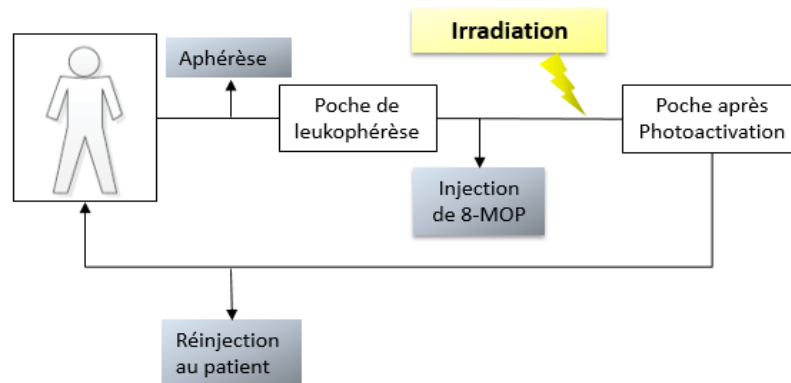 Irradiation
Aphérèse
Poche de
leukophérèse
Poche après
Photoactivation
Injection
de 8-MOP
Réinjection
au patient